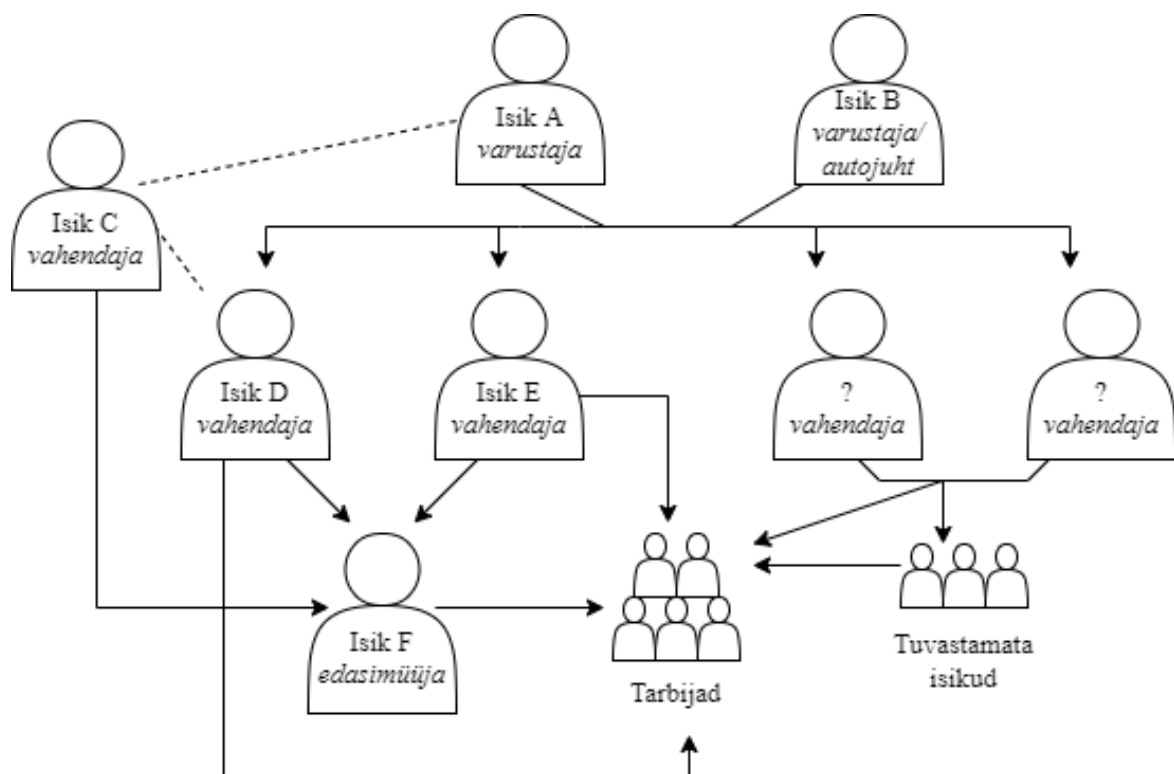 Isik A
varustaja
Isik B
varustaja/
autojuht
Isik C
vahendaja
Isik D
vahendaja
Isik E
vahendaja
?
vahendaja
?
vahendaja
Isik F
edasimüüja
Tarbijad
Tuvastamata
isikud